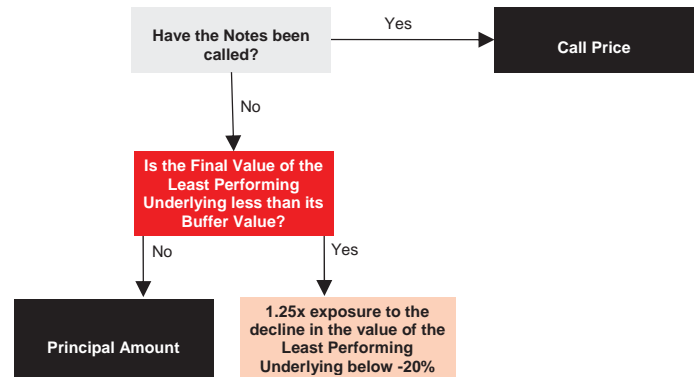 Have the Notes been
called?
Yes
Call Price
No
Is the Final Value of the
Least Performing
Underlying less than its
Buffer Value?
No
Yes
Principal Amount
1.25x exposure to the
decline in the value of the
Least Performing
Underlying below -20%